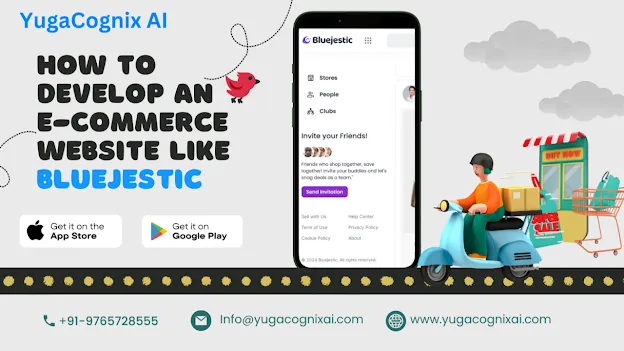 YugaCognix AI
HOW TO
DEVELOP AN
E-COMMERCE
WEBSITE LIKE
BLUEJESTIC
Get it on the
App Store
Get it on
Google Play
Bluejestic
Stores
People
Clubs
Invite your Friends!
Friends who shop together, save
together! Invite your buddies and let's
snag deals as a team.'
Send Invitation
Sell with Us
Help Center
Term of Use
Privacy Policy
Cookie Policy
About
© 2024 Bluejestic. All rights reserved.
BUY NOW
SUPER
SALE
+91-9765728555
Info@yugacognixai.com
www.yugacognixai.com